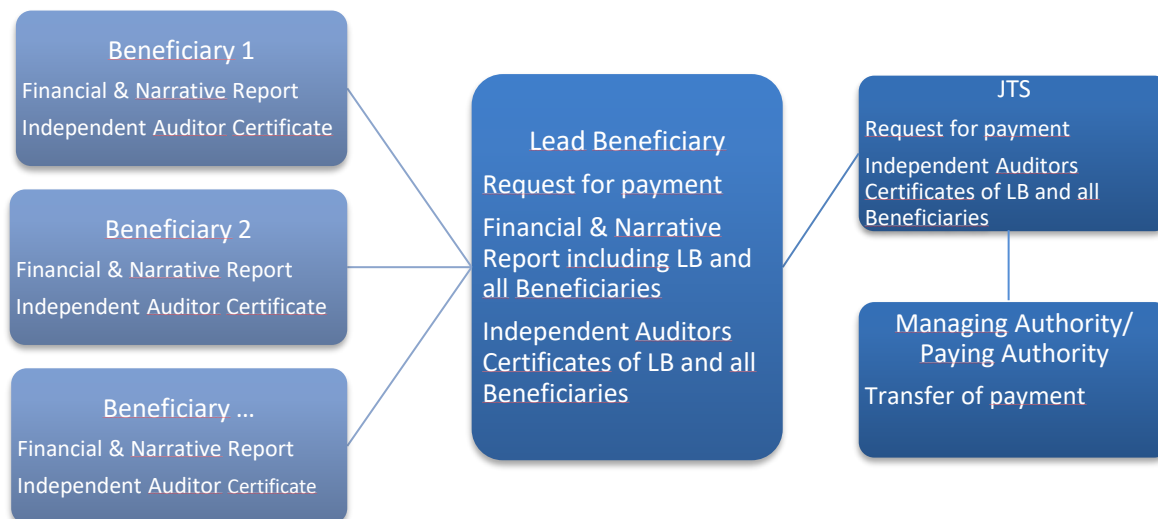 Beneficiary 1
Financial & Narrative Report
Independent Auditor Certificate
Beneficiary 2
Financial & Narrative Report
Independent Auditor Certificate
Beneficiary ...
Financial & Narrative Report
Independent Auditor Certificate
Lead Beneficiary
Request for payment
Financial & Narrative
Report including LB and
all Beneficiaries
Independent Auditors
Certificates of LB and all
Beneficiaries
JTS
Request for payment
Independent Auditors
Certificates of LB and all
Beneficiaries
Managing Authority/
Paying Authority
Transfer of payment